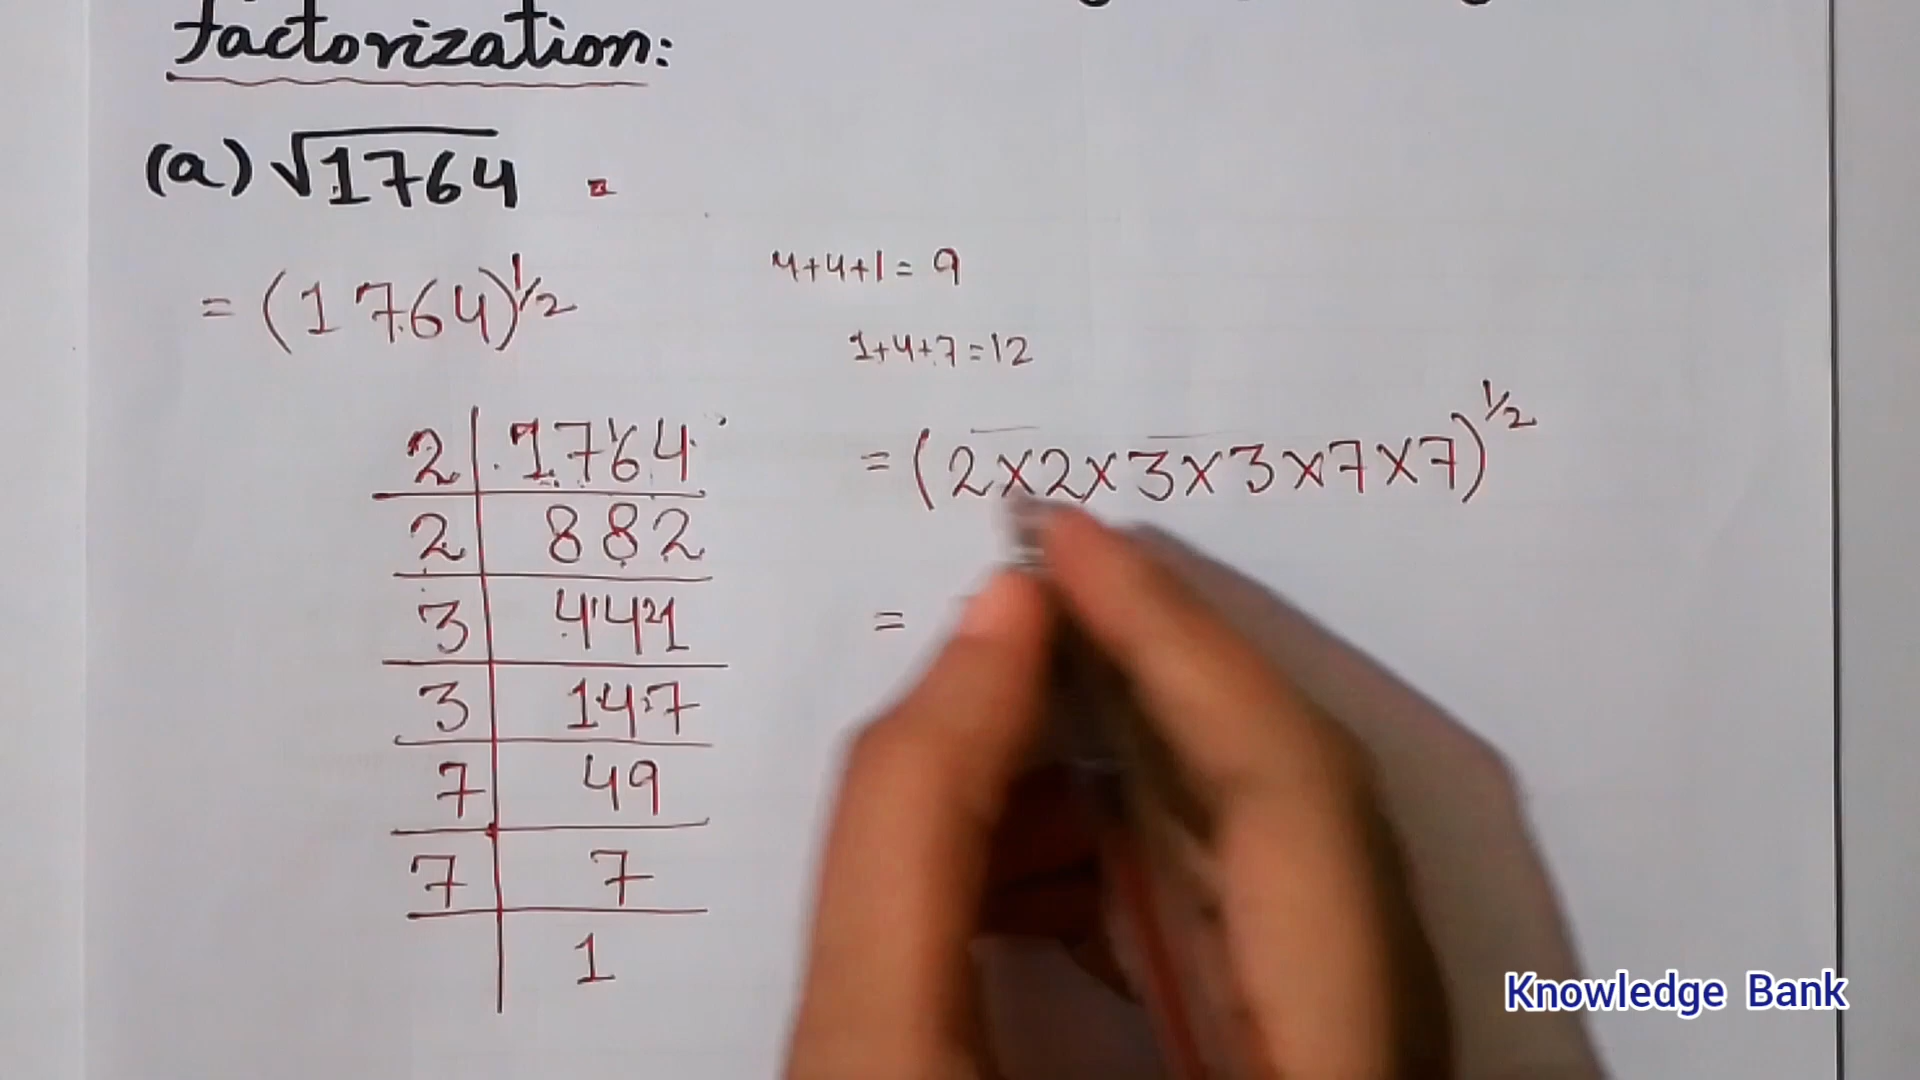 factorization:
(a) √1764 =
= (1764)^1/2
4+4+1 = 9
1+4+7 = 12
2 | 1764
2 | 882
3 | 441
3 | 147
7 | 49
7 | 7
1
= (2×2×3×3×7×7)^1/2
=
Knowledge Bank